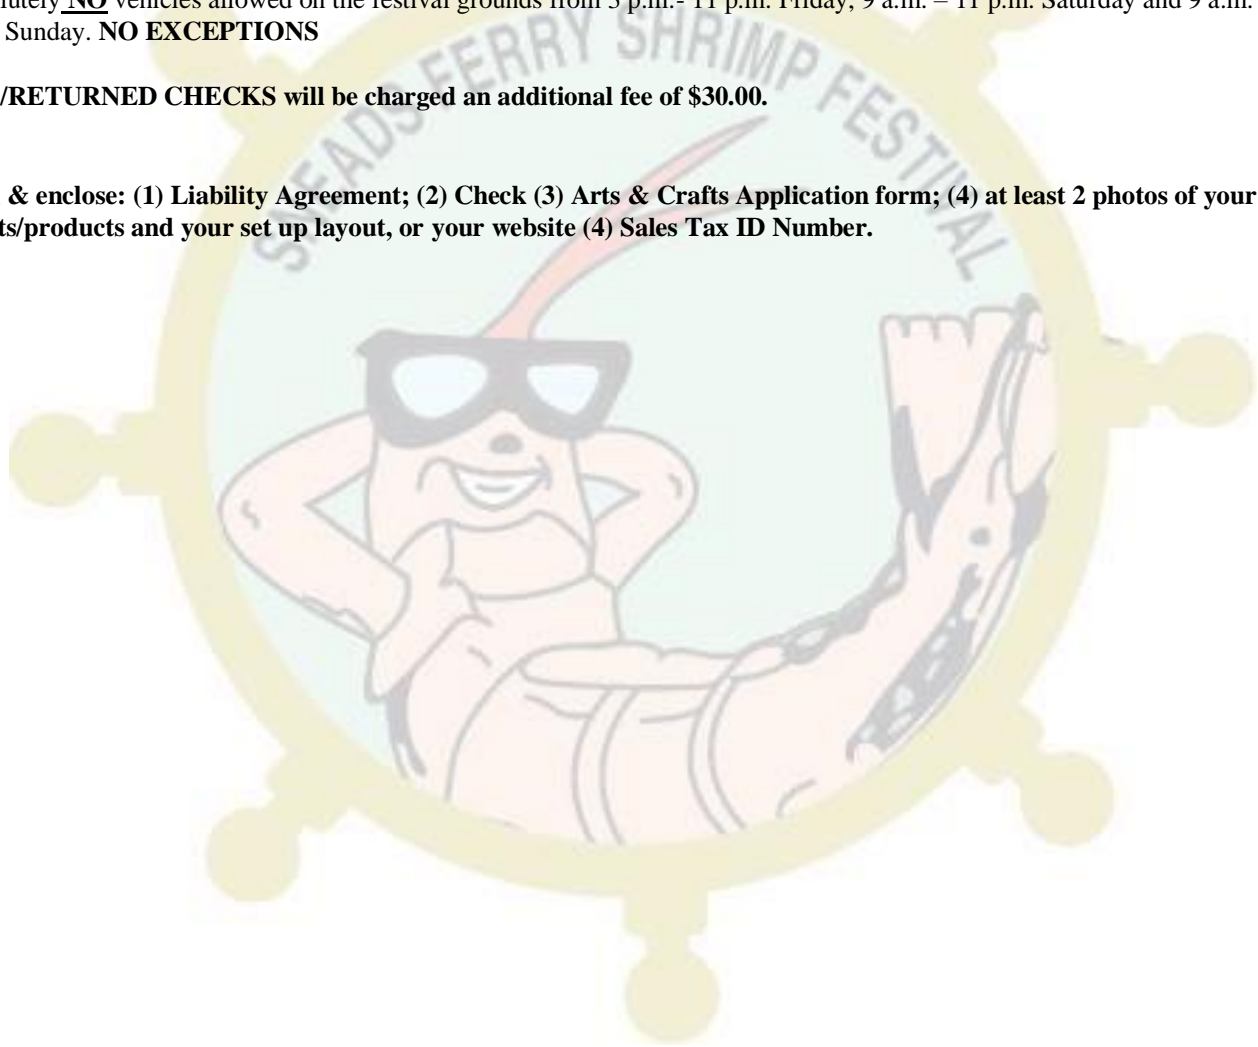 NO vehicles allowed on the festival grounds from 3 p.m.- 11 p.m. Friday, 9 a.m. – 11 p.m. Saturday and 9 a.m.
Sunday. NO EXCEPTIONS
/RETURNED CHECKS will be charged an additional fee of $30.00.
& enclose: (1) Liability Agreement; (2) Check (3) Arts & Crafts Application form; (4) at least 2 photos of your
ts/products and your set up layout, or your website (4) Sales Tax ID Number.
SNEADS FERRY SHRIMP FESTIVAL